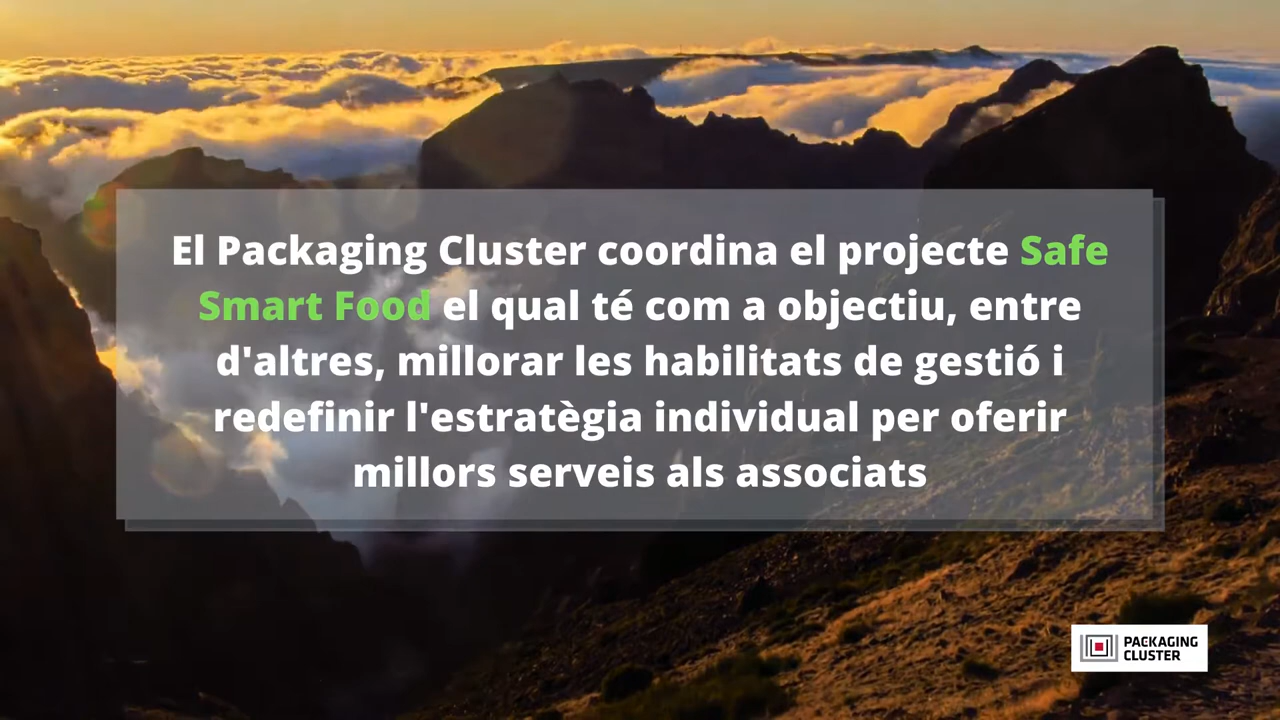 El Packaging Cluster coordina el projecte Safe
Smart Food el qual té com a objectiu, entre
d'altres, millorar les habilitats de gestió i
redefinir l'estratègia individual per oferir
millors serveis als associats
PACKAGING
CLUSTER